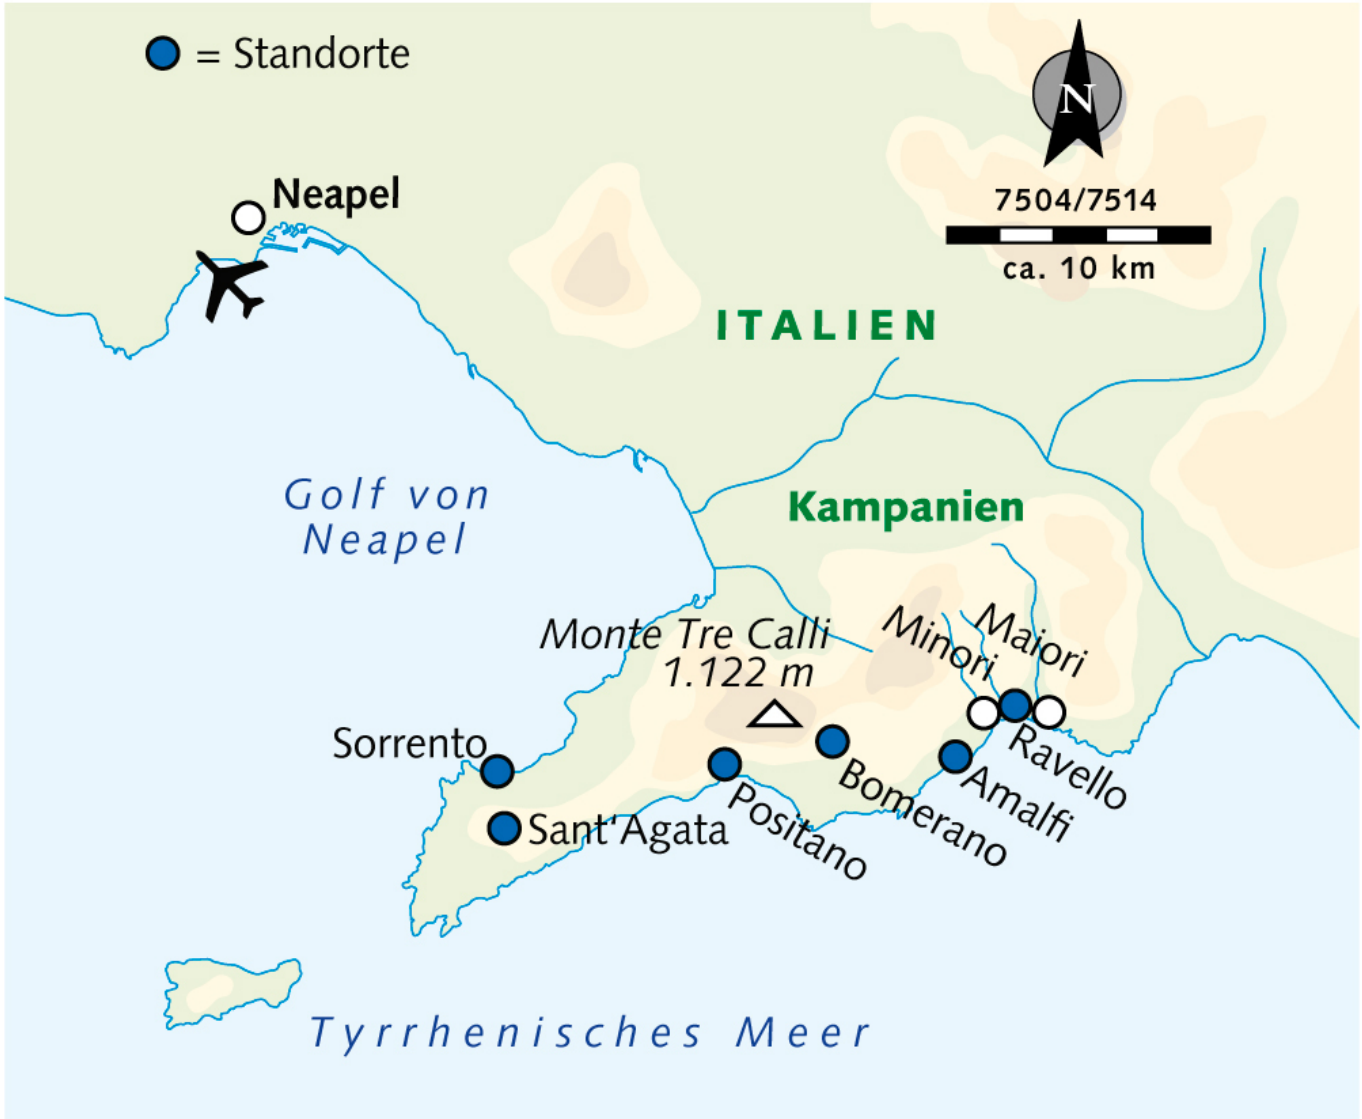 = Standorte
N
Neapel
7504/7514
ca. 10 km
ITALIEN
Golf von
Neapel
Kampanien
Monte Tre Calli
1.122 m
Minori
Maiori
Sorrento
Ravello
Bomerano
Amalfi
Positano
Sant'Agata
Tyrrhenisches Meer